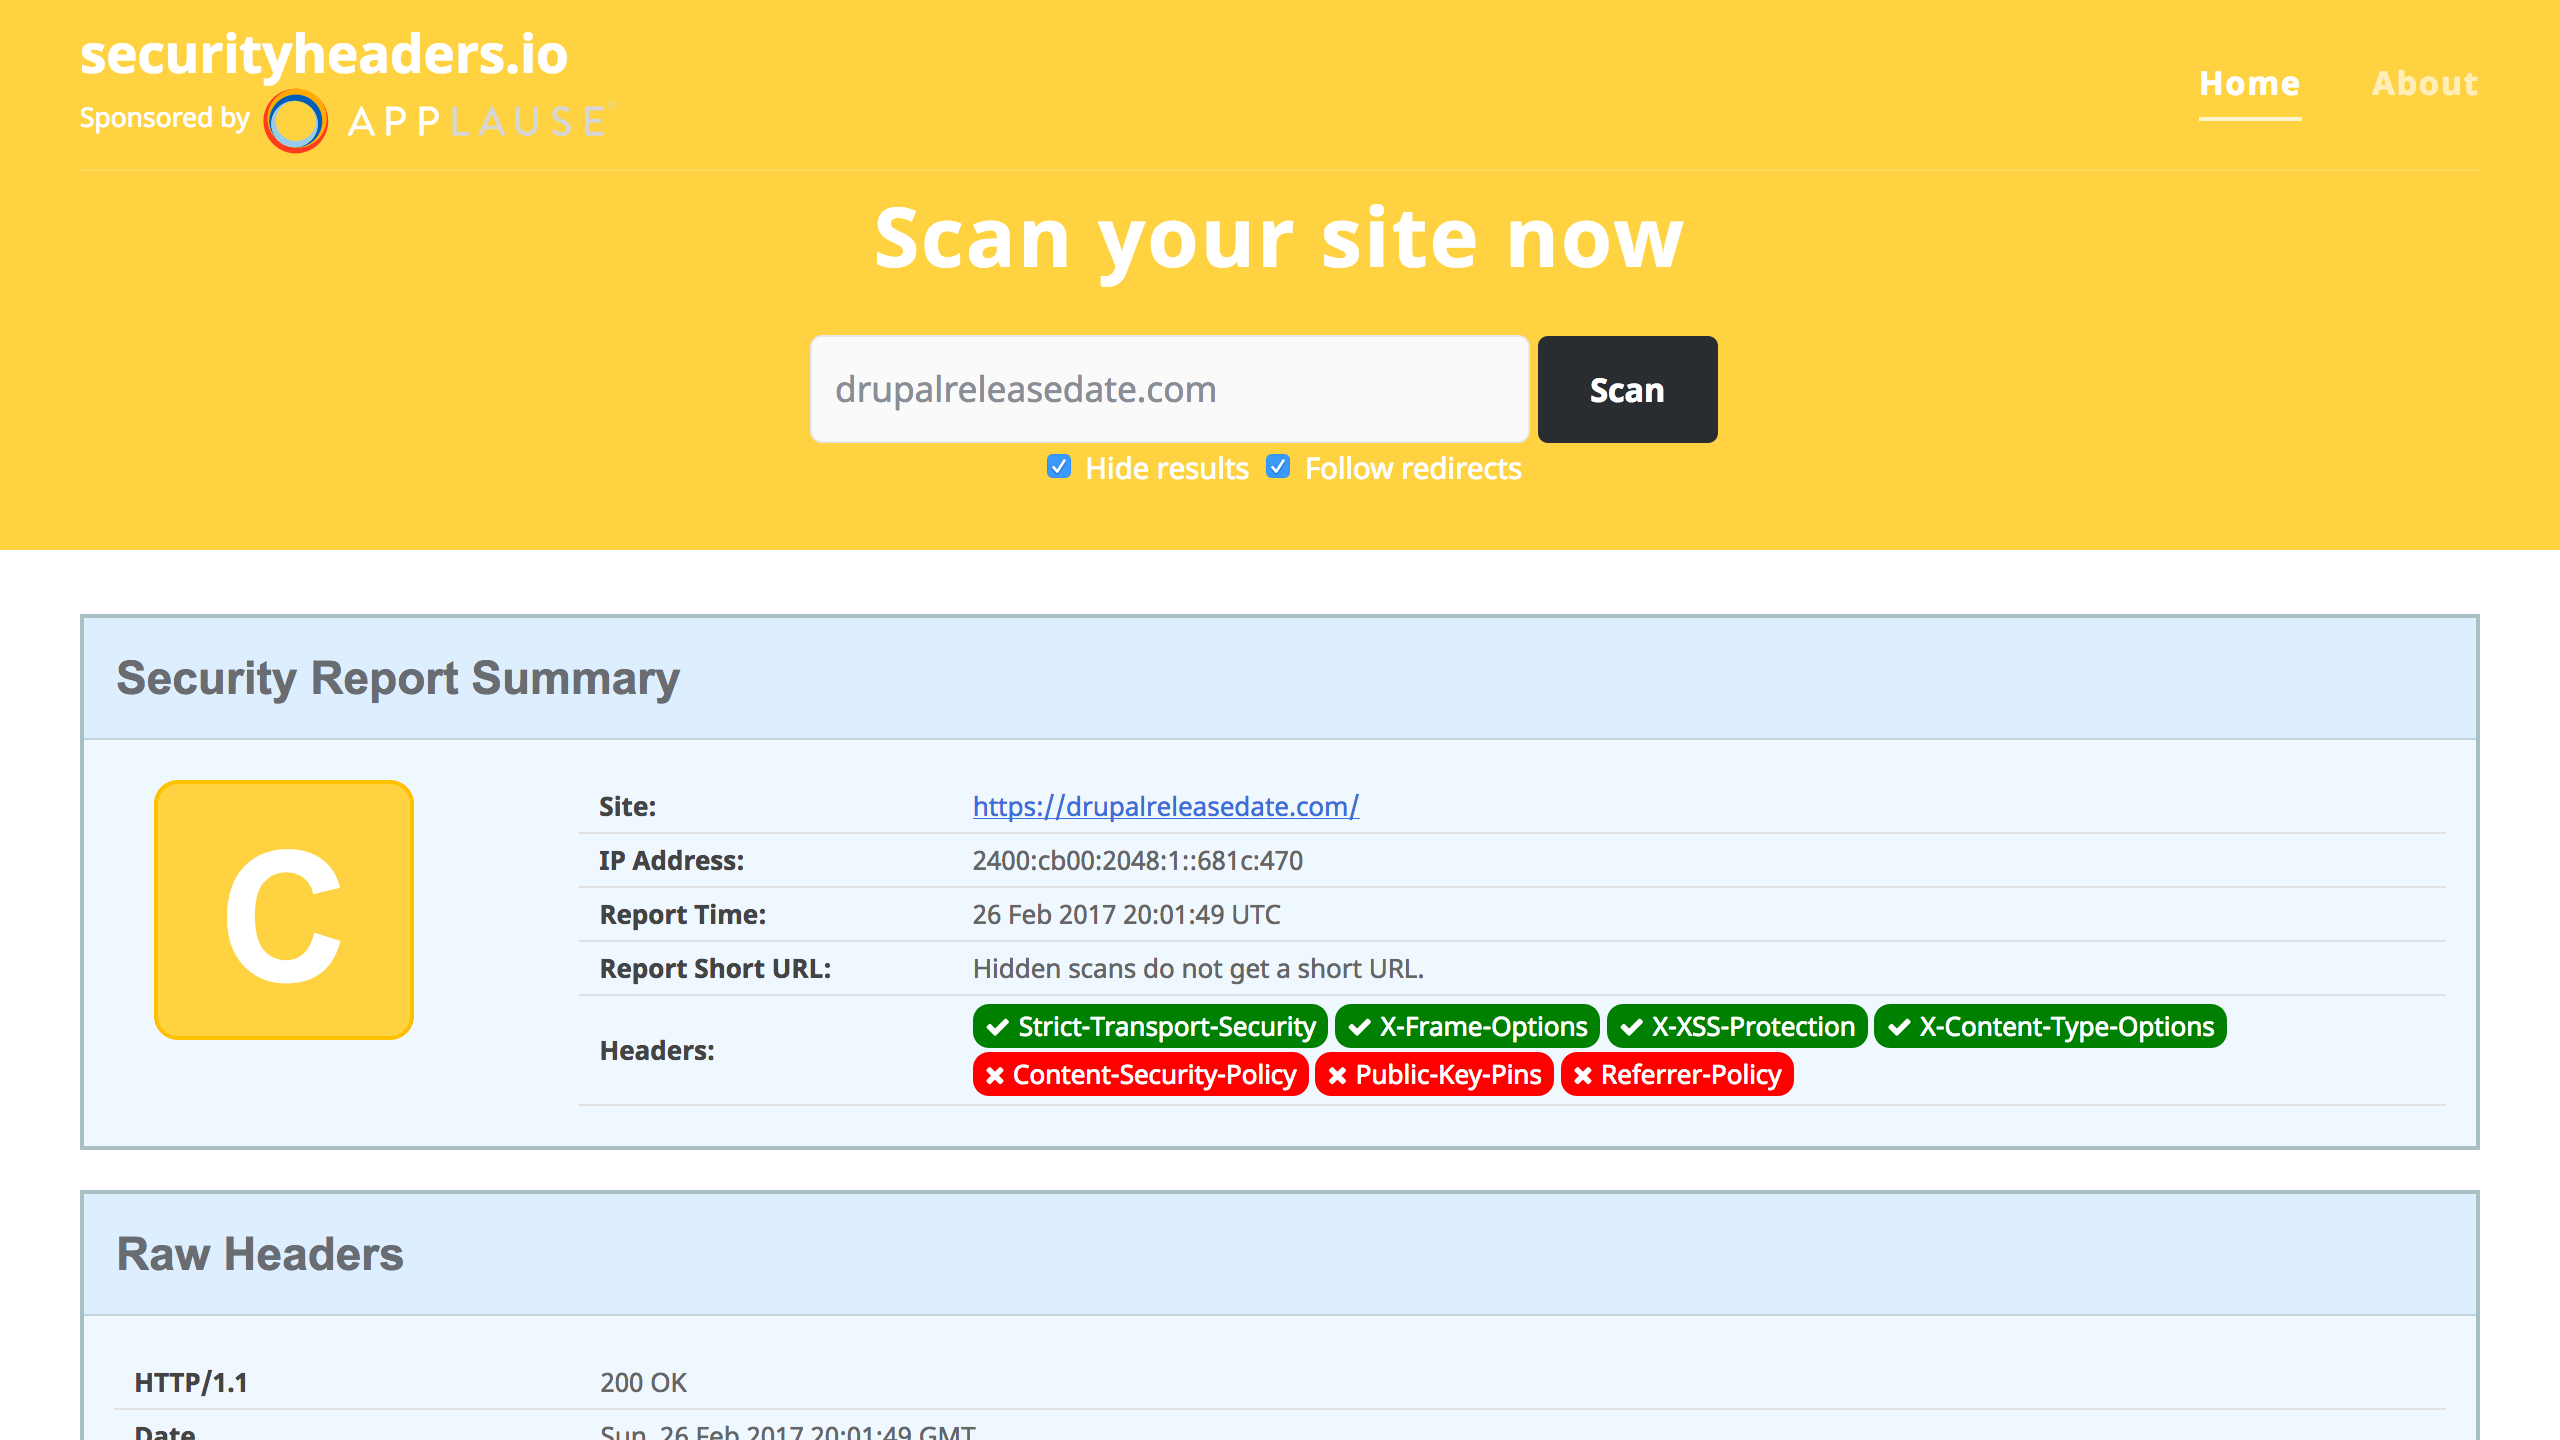 securityheaders.io
Sponsored by APPLAUSE
Home About
Scan your site now
drupalreleasedate.com Scan
Hide results Follow redirects
Security Report Summary
C
Site: https://drupalreleasedate.com/
IP Address: 2400:cb00:2048:1::681c:470
Report Time: 26 Feb 2017 20:01:49 UTC
Report Short URL: Hidden scans do not get a short URL.
Headers: Strict-Transport-Security X-Frame-Options X-XSS-Protection X-Content-Type-Options
Content-Security-Policy Public-Key-Pins Referrer-Policy
Raw Headers
HTTP/1.1 200 OK
Date Sun, 26 Feb 2017 20:01:49 GMT